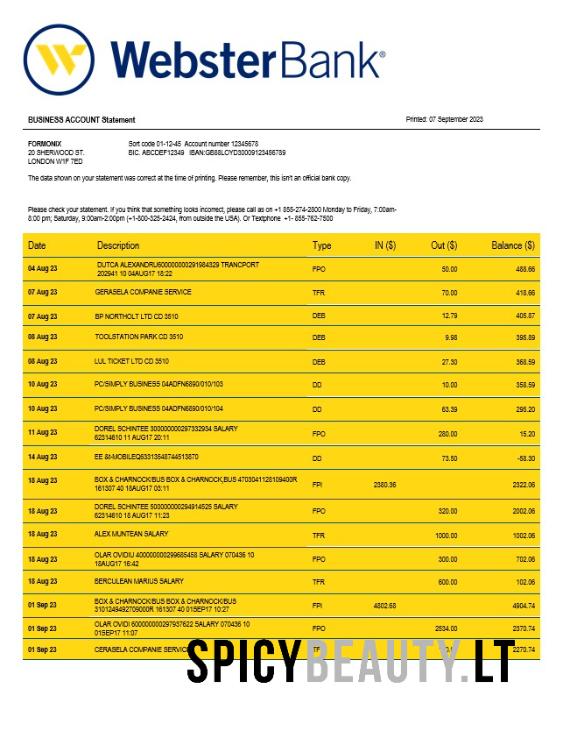 WebsterBank®
BUSINESS ACCOUNT Statement Printed: 07 September 2023
FORMONIX Sort code 01-12-45 Account number 12345678
20 SHERWOOD ST. BIC. ABCDEF12349 IBAN:GB88LOYD30009123456789
LONDON W1F 7ED
The data shown on your statement was correct at the time of printing. Please remember, this isn't an official bank copy.
Please check your statement. If you think that something looks incorrect, please call as on +1 855-274-2800 Monday to Friday, 7:00am-
8:00 pm; Saturday, 9:00am-2:00pm (+1-800-325-2424, from outside the USA). Or Textphone +1- 855-762-7500
Date Description Type IN ($) Out ($) Balance ($)
04 Aug 23 DUTCA ALEXANDRU600000000291984329 TRANCPORT
202941 10 04AUG17 18:22 FPO 50.00 488.66
07 Aug 23 GERASELA COMPANIE SERVICE TFR 70.00 418.66
07 Aug 23 BP NORTHOLT LTD CD 3510 DEB 12.79 405.87
08 Aug 23 TOOLSTATION PARK CD 3510 DEB 9.98 395.89
08 Aug 23 LUL TICKET LTD CD 3510 DEB 27.30 368.59
10 Aug 23 PC/SIMPLY BUSINESS 04ADFN6890/010/103 DD 10.00 358.59
10 Aug 23 PC/SIMPLY BUSINESS 04ADFN6890/010/104 DD 63.39 295.20
11 Aug 23 DOREL SCHINTEE 300000000297332934 SALARY
62314610 11 AUG17 20:11 FPO 280.00 15.20
14 Aug 23 EE &t-MOBILEQ63313548744513870 DD 73.50 -58.30
18 Aug 23 BOX & CHARNOCK/BUS BOX & CHARNOCK,BUS 4703041128109400R
161307 40 18AUG17 03:11 FPI 2380.36 2322.06
18 Aug 23 DOREL SCHINTEE 500000000294914525 SALARY
62314610 18 AUG17 11:23 FPO 320.00 2002.06
18 Aug 23 ALEX MUNTEAN SALARY TFR 1000.00 1002.06
18 Aug 23 OLAR OVIDIU 400000000299685458 SALARY 070436 10
18AUG17 16:42 FPO 300.00 702.06
18 Aug 23 BERCULEAN MARIUS SALARY TFR 600.00 102.06
01 Sep 23 BOX & CHARNOCK/BUS BOX & CHARNOCK/BUS
3101249492709000R 161307 40 01SEP17 10:27 FPI 4802.68 4904.74
01 Sep 23 OLAR OVIDI 600000000297937622 SALARY 070436 10
01SEP17 11:07 FPO 2534.00 2370.74
01 Sep 23 CERASELA COMPANIE 2270.74
SPICYBEAUTY.LT